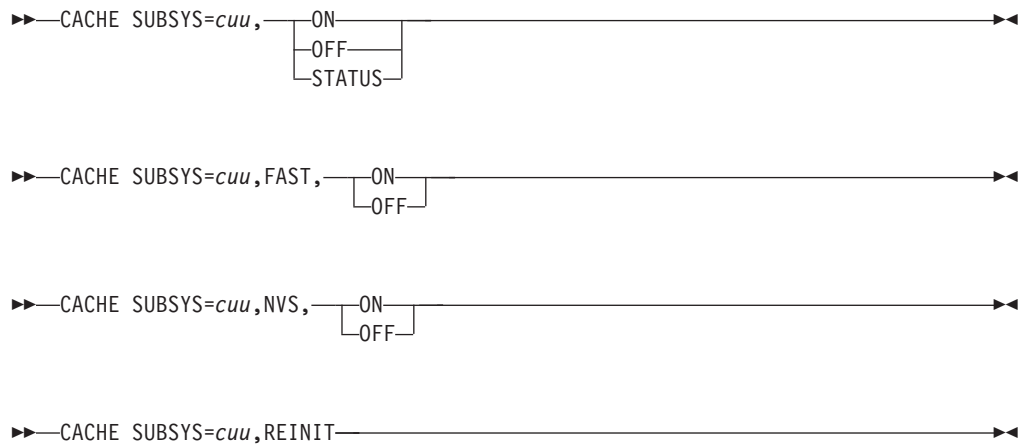 CACHE SUBSYS=cuu, ON
OFF
STATUS
CACHE SUBSYS=cuu,FAST, ON
OFF
CACHE SUBSYS=cuu,NVS, ON
OFF
CACHE SUBSYS=cuu,REINIT